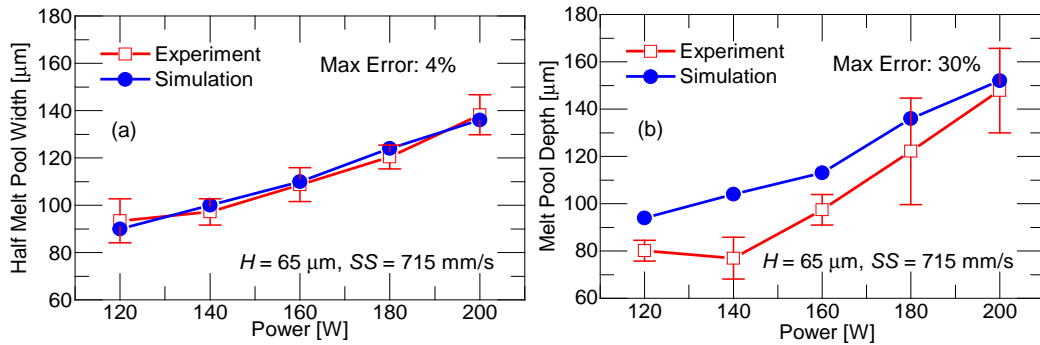 180
160
140
120
100
80
60
Half Melt Pool Width [μm]
Experiment
Simulation
Max Error: 4%
(a)
H = 65 μm, SS = 715 mm/s
120 140 160 180 200
Power [W]
180
160
140
120
100
80
60
Melt Pool Depth [μm]
Experiment
Simulation
Max Error: 30%
(b)
H = 65 μm, SS = 715 mm/s
120 140 160 180 200
Power [W]